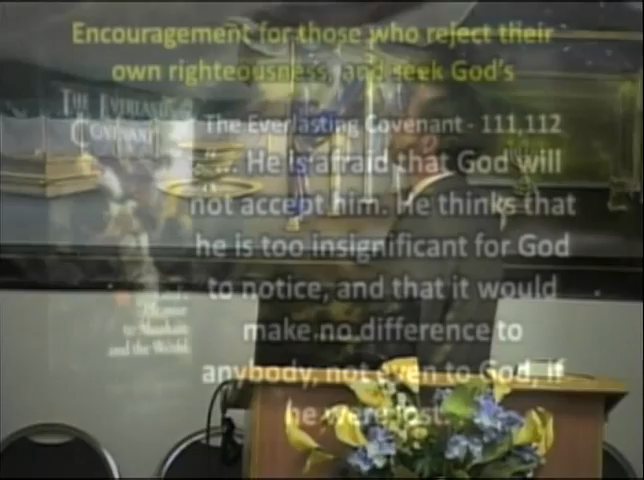 Encouragement for those who reject their
own righteousness, and seek God's
The Everlasting Covenant - 111,112
"... He is afraid that God will
not accept him. He thinks that
he is too insignificant for God
to notice, and that it would
make no difference to
anybody, not even to God, if
he were lost.
THE EVERLASTING
COVENANT
to Abraham
and the World